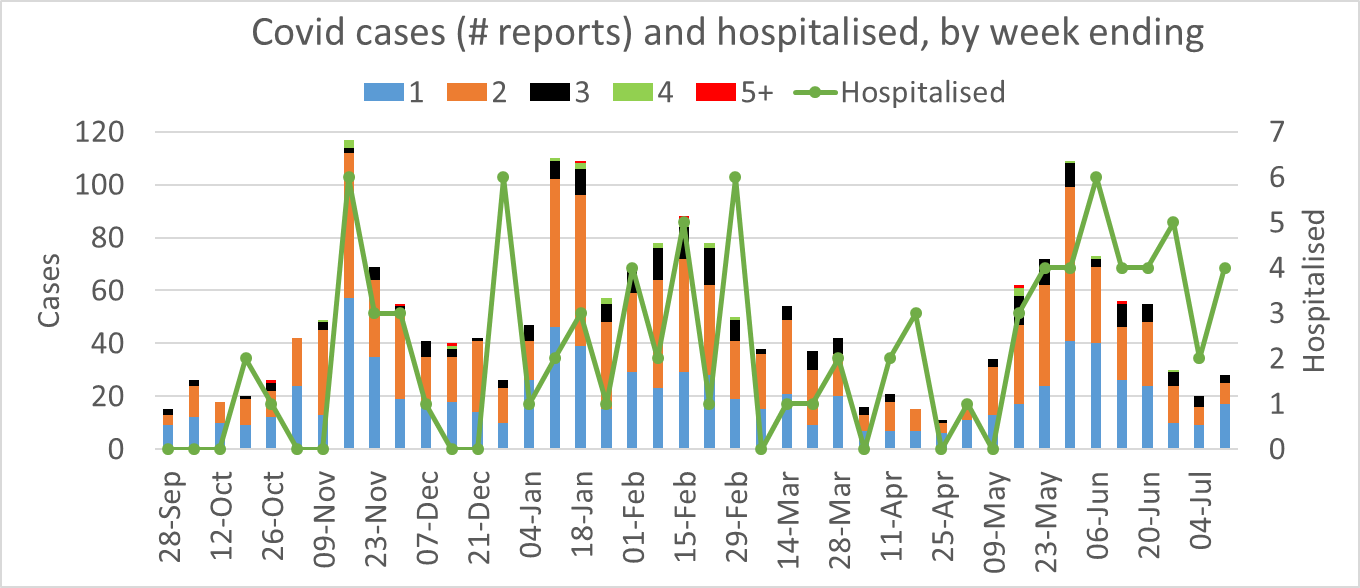 Covid cases (# reports) and hospitalised, by week ending
1 2 3 4 5+ Hospitalised
120
100
80
60
40
20
0
Cases
7
6
5
4
3
2
1
0
Hospitalised
28-Sep
12-Oct
26-Oct
09-Nov
23-Nov
07-Dec
21-Dec
04-Jan
18-Jan
01-Feb
15-Feb
29-Feb
14-Mar
28-Mar
11-Apr
25-Apr
09-May
23-May
06-Jun
20-Jun
04-Jul